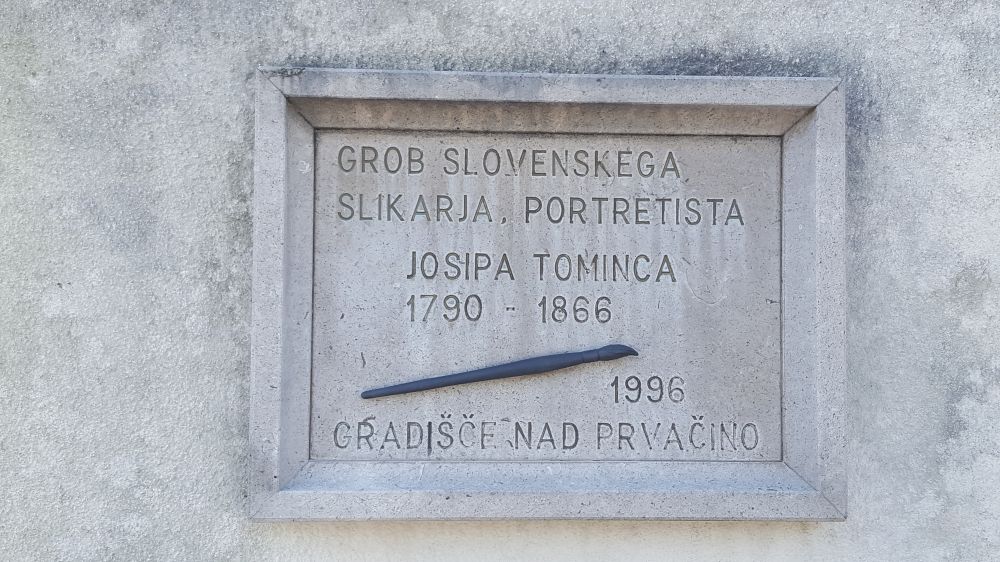 GROB SLOVENSKEGA
SLIKARJA, PORTRETISTA
JOSIPA TOMINCA
1790 - 1866
1996
GRADIŠČE NAD PRVAČINO